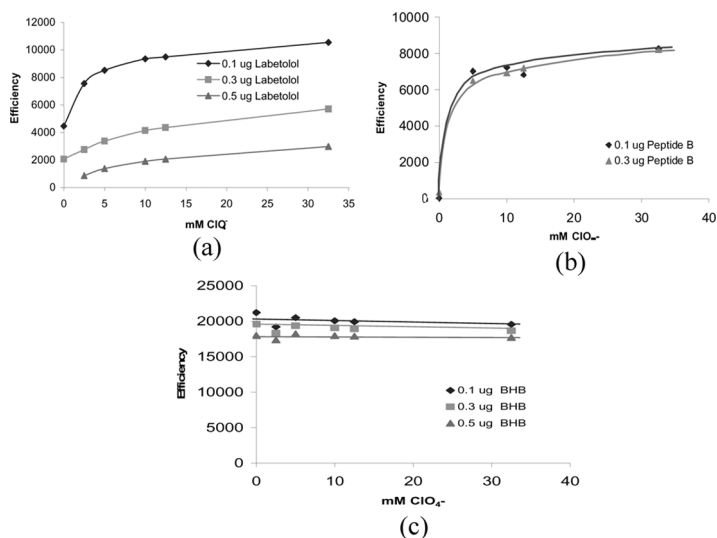 (a)
12000
10000
8000
6000
4000
2000
0
Efficiency
0 5 10 15 20 25 30 35
mM ClO-
0.1 ug Labetolol
0.3 ug Labetolol
0.5 ug Labetolol
(a)
(b)
10000
8000
6000
4000
2000
0
Efficiency
0 10 20 30 40
mM ClO--
0.1 ug Peptide B
0.3 ug Peptide B
(b)
25000
20000
15000
10000
5000
0
Efficiency
0 10 20 30 40
mM ClO₄-
0.1 ug BHB
0.3 ug BHB
0.5 ug BHB
(c)